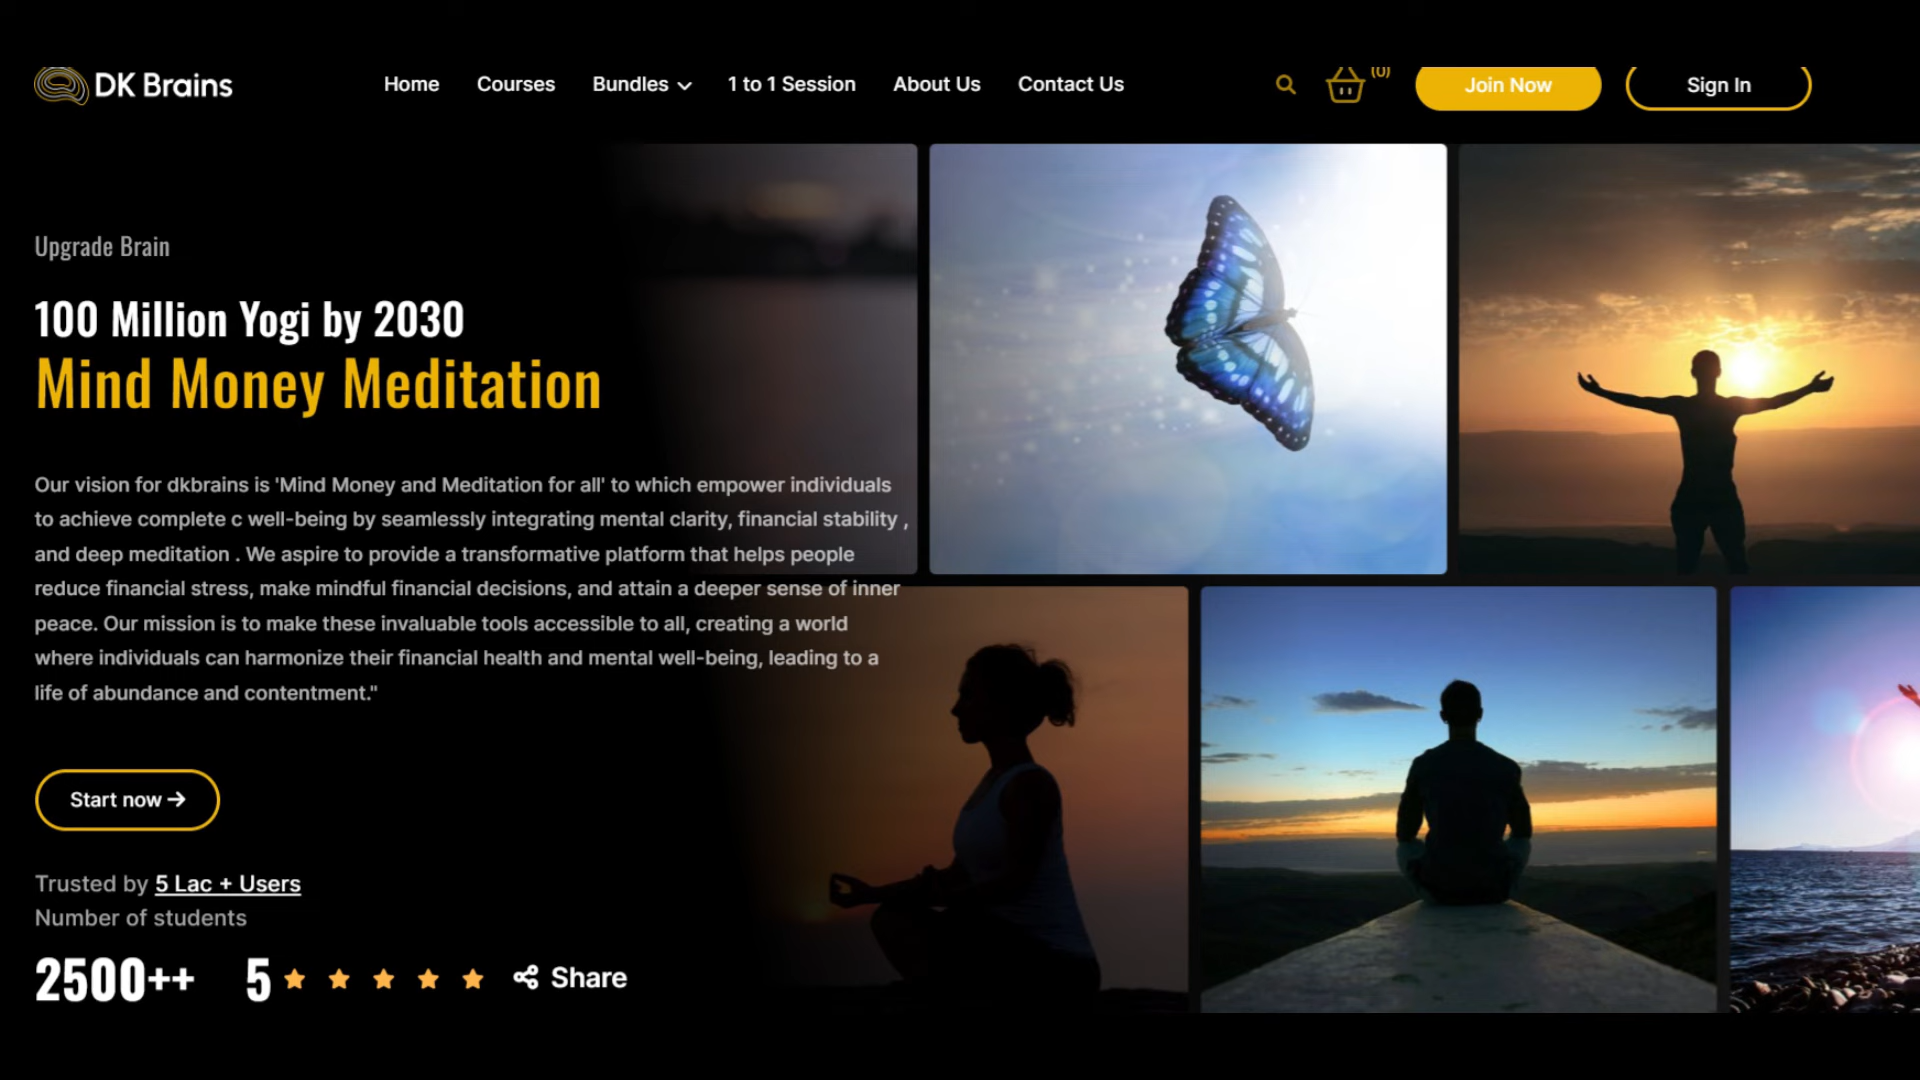 DK Brains
Home Courses Bundles 1 to 1 Session About Us Contact Us (0) Join Now Sign In
Upgrade Brain
100 Million Yogi by 2030
Mind Money Meditation
Our vision for dkbrains is 'Mind Money and Meditation for all' to which empower individuals
to achieve complete c well-being by seamlessly integrating mental clarity, financial stability ,
and deep meditation . We aspire to provide a transformative platform that helps people
reduce financial stress, make mindful financial decisions, and attain a deeper sense of inner
peace. Our mission is to make these invaluable tools accessible to all, creating a world
where individuals can harmonize their financial health and mental well-being, leading to a
life of abundance and contentment."
Start now →
Trusted by 5 Lac + Users
Number of students
2500++ 5 Share